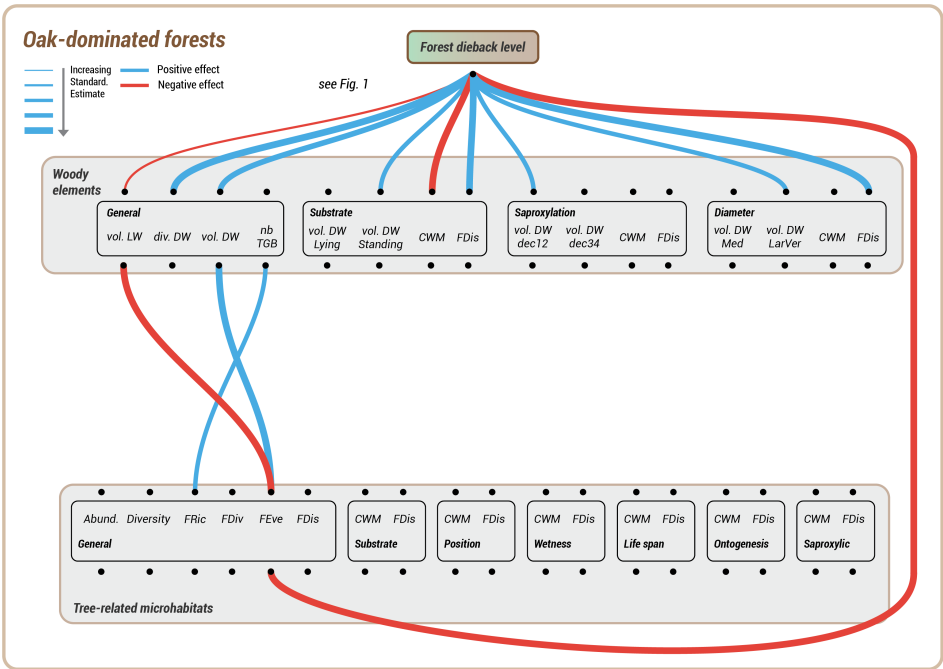 Oak-dominated forests
Forest dieback level
Increasing
Standard.
Estimate
Positive effect
Negative effect
see Fig. 1
Woody
elements
General
vol. LW div. DW vol. DW nb
TGB
Substrate
vol. DW
Lying
vol. DW
Standing
CWM FDis
Saproxylation
vol. DW
dec12
vol. DW
dec34
CWM FDis
Diameter
vol. DW
Med
vol. DW
LarVer
CWM FDis
Abund. Diversity FRic FDiv FEve FDis
General
CWM FDis
Substrate
CWM FDis
Position
CWM FDis
Wetness
CWM FDis
Life span
CWM FDis
Ontogenesis
CWM FDis
Saproxylic
Tree-related microhabitats